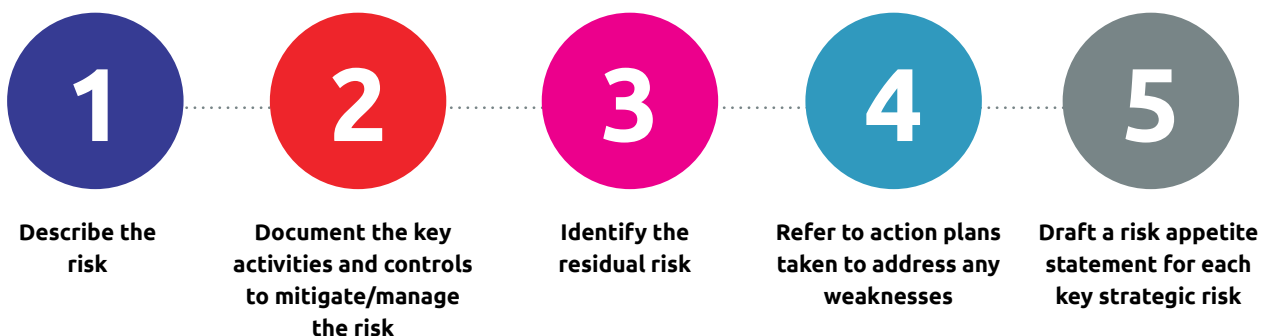 1
Describe the
risk
2
Document the key
activities and controls
to mitigate/manage
the risk
3
Identify the
residual risk
4
Refer to action plans
taken to address any
weaknesses
5
Draft a risk appetite
statement for each
key strategic risk